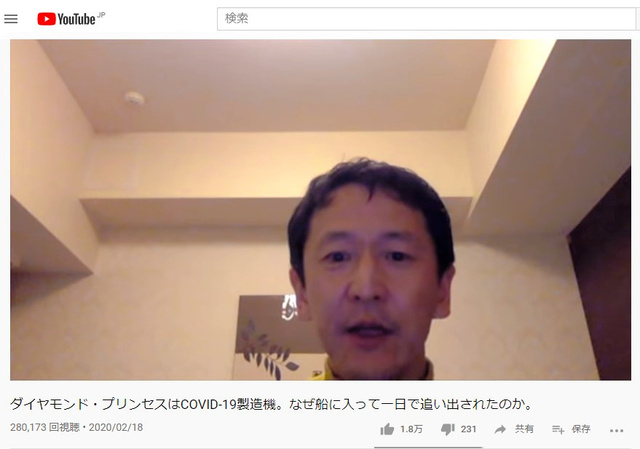 YouTube JP
検索
ダイヤモンド・プリンセスはCOVID-19製造機。なぜ船に入って一日で追い出されたのか。
280,173 回視聴・2020/02/18
1.8万 231 共有 保存